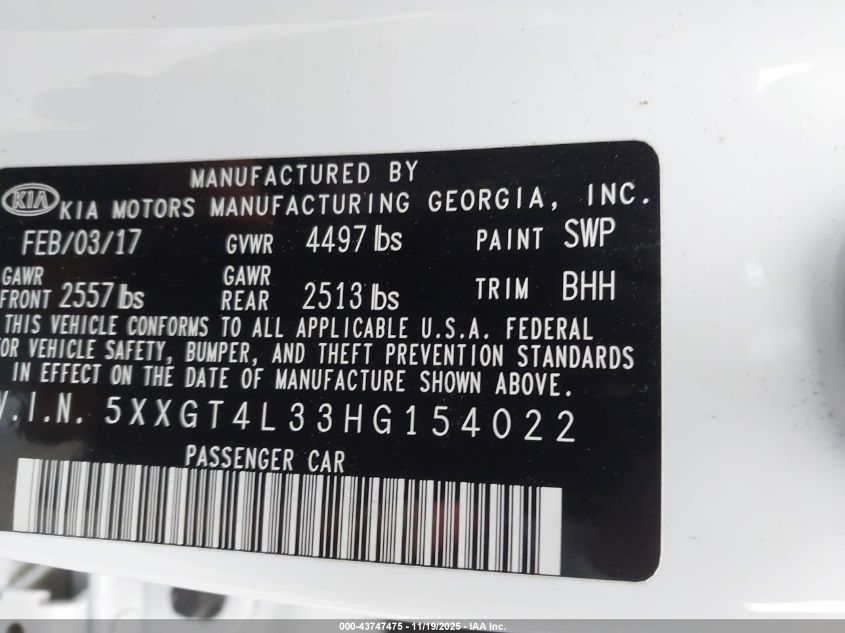 MANUFACTURED BY
KIA KIA MOTORS MANUFACTURING GEORGIA, INC.
FEB/03/17 GVWR 4497 lbs PAINT SWP
GAWR FRONT 2557 lbs GAWR REAR 2513 lbs TRIM BHH
THIS VEHICLE CONFORMS TO ALL APPLICABLE U.S.A. FEDERAL
OR VEHICLE SAFETY, BUMPER, AND THEFT PREVENTION STANDARDS
IN EFFECT ON THE DATE OF MANUFACTURE SHOWN ABOVE.
V.I.N. 5XXGT4L33HG154022
PASSENGER CAR
000-43747475 - 11/19/2025 - IAA Inc.